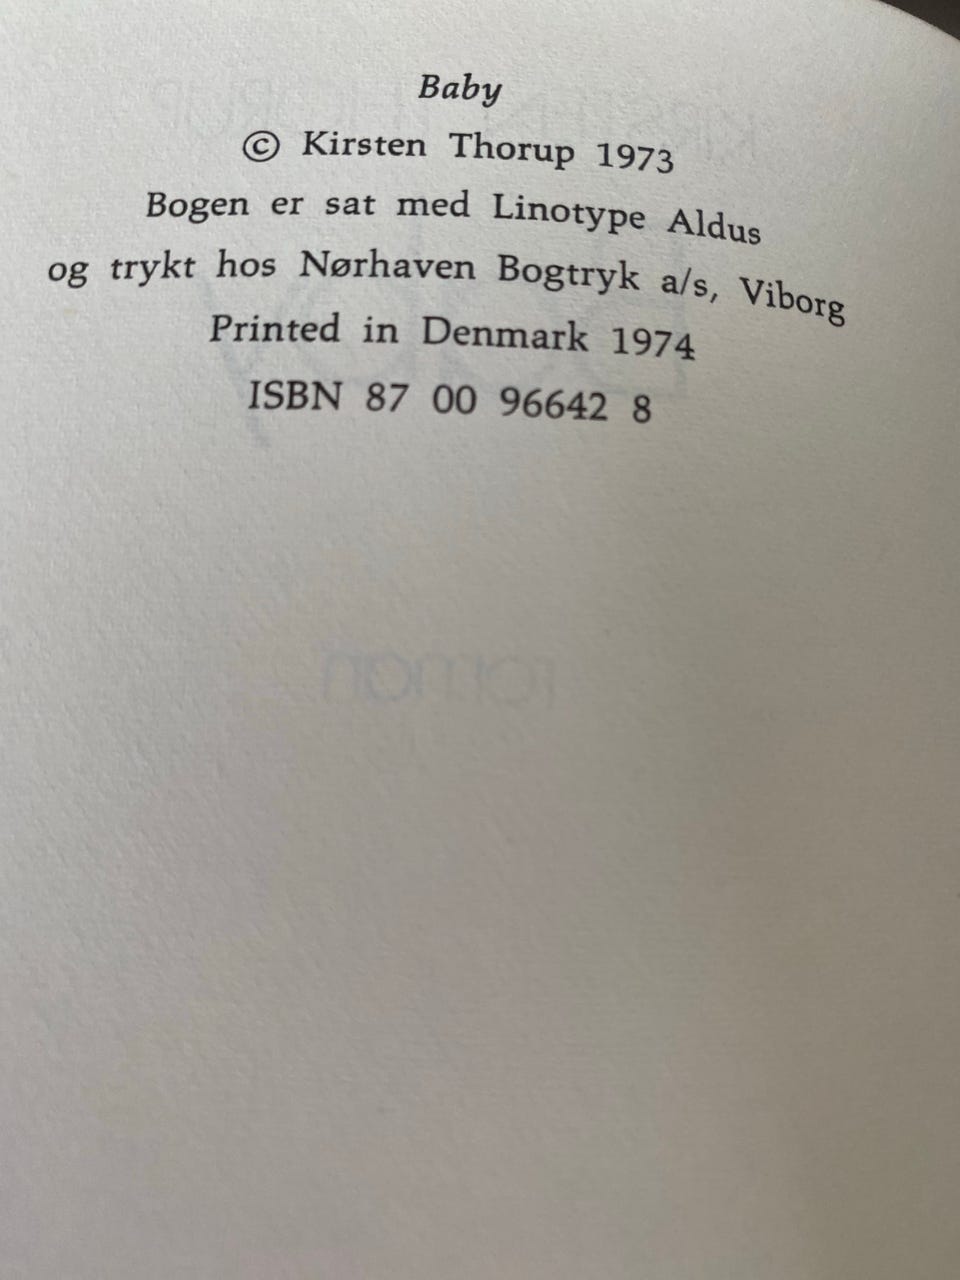 Baby
© Kirsten Thorup 1973
Bogen er sat med Linotype Aldus
og trykt hos Nørhaven Bogtryk a/s, Viborg
Printed in Denmark 1974
ISBN 87 00 96642 8
roman